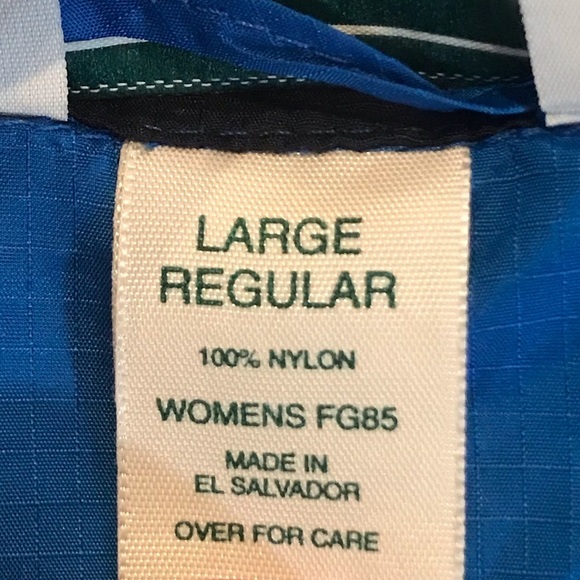 LARGE
REGULAR
100% NYLON
WOMENS FG85
MADE IN
EL SALVADOR
OVER FOR CARE